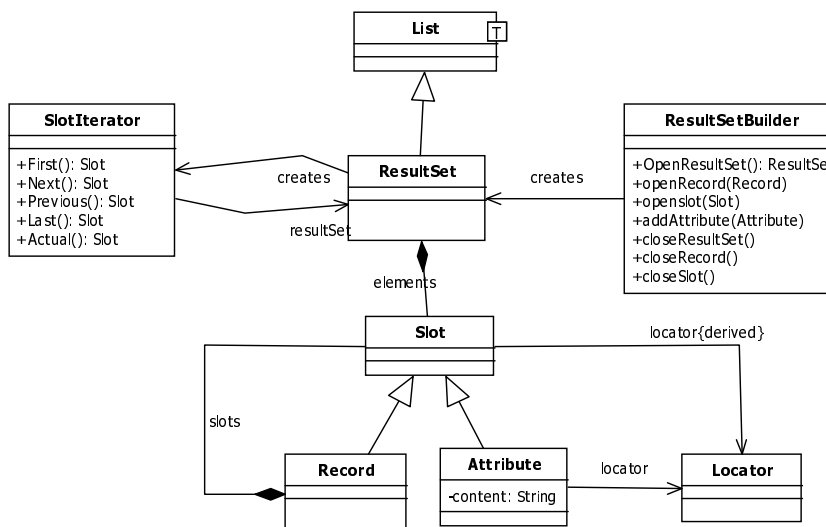 List
T
SlotIterator
+First(): Slot
+Next(): Slot
+Previous(): Slot
+Last(): Slot
+Actual(): Slot
creates
resultSet
ResultSet
creates
ResultSetBuilder
+OpenResultSet(): ResultSe
+openRecord(Record)
+openslot(Slot)
+addAttribute(Attribute)
+closeResultSet()
+closeRecord()
+closeSlot()
elements
Slot
locator{derived}
slots
Record
Attribute
-content: String
locator
Locator